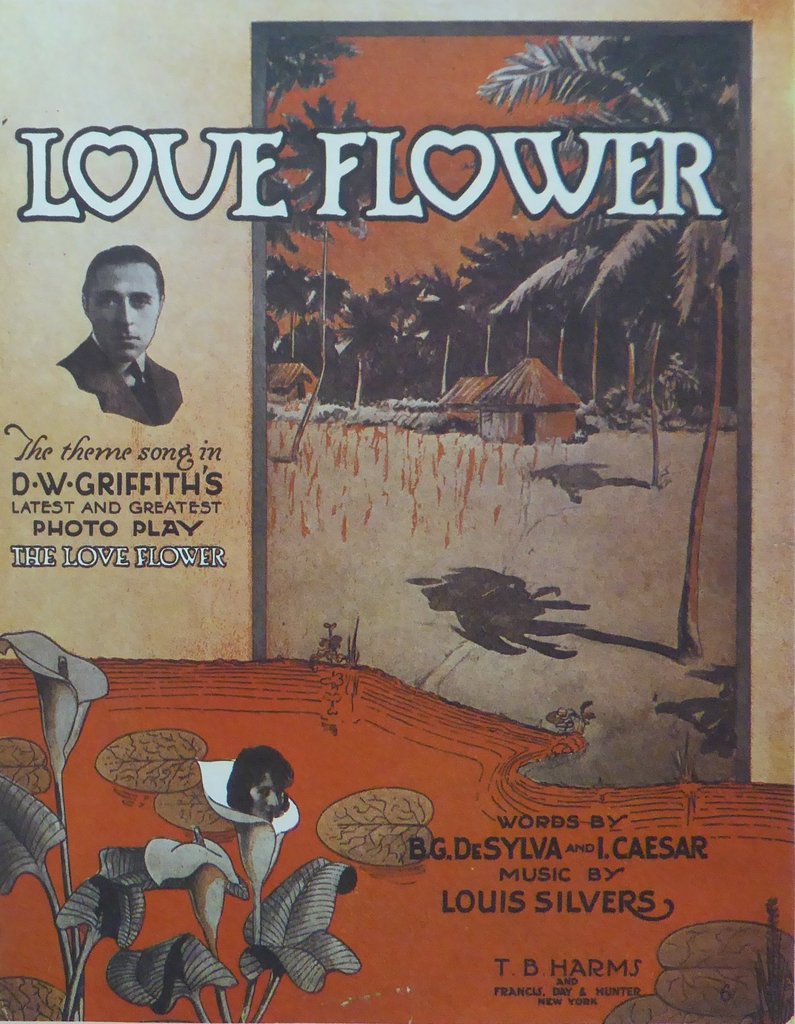 LOVE FLOWER
The theme song in
D·W·GRIFFITH'S
LATEST AND GREATEST
PHOTO PLAY
THE LOVE FLOWER
WORDS BY
B.G. DeSYLVA AND I. CAESAR
MUSIC BY
LOUIS SILVERS
T. B. HARMS
AND
FRANCIS, DAY & HUNTER
NEW YORK
6